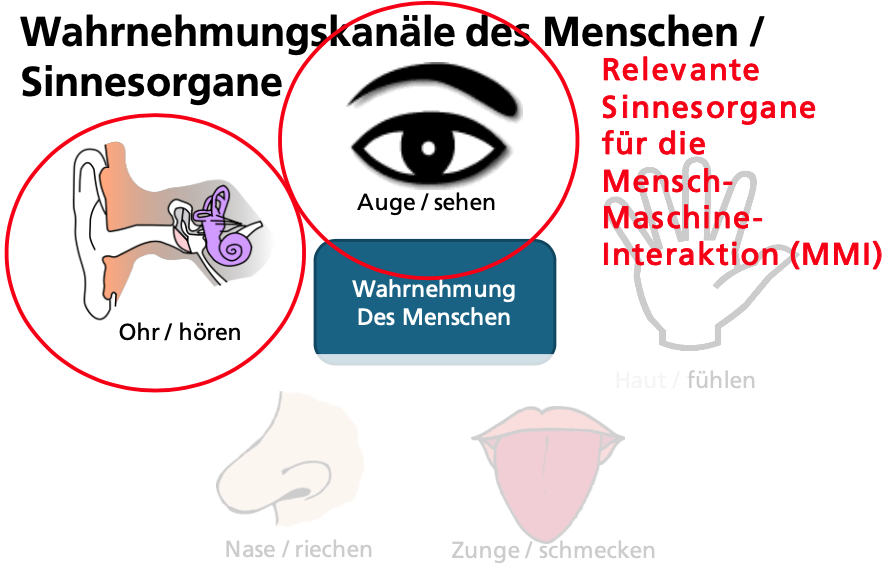 Wahrnehmungskanäle des Menschen /
Sinnesorgane
Relevante
Sinnesorgane
für die
Mensch-
Maschine-
Interaktion (MMI)
Auge / sehen
Ohr / hören
Wahrnehmung
Des Menschen
Haut / fühlen
Nase / riechen
Zunge / schmecken